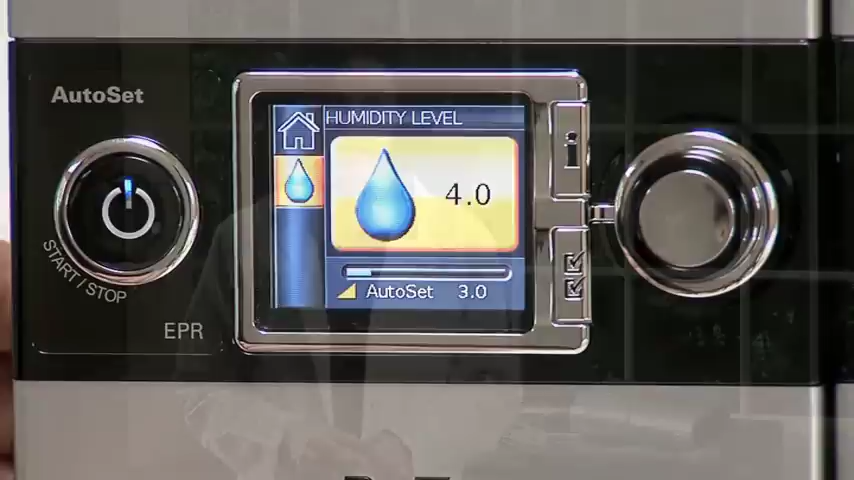 AutoSet
START / STOP
EPR
HUMIDITY LEVEL
4.0
AutoSet 3.0
i